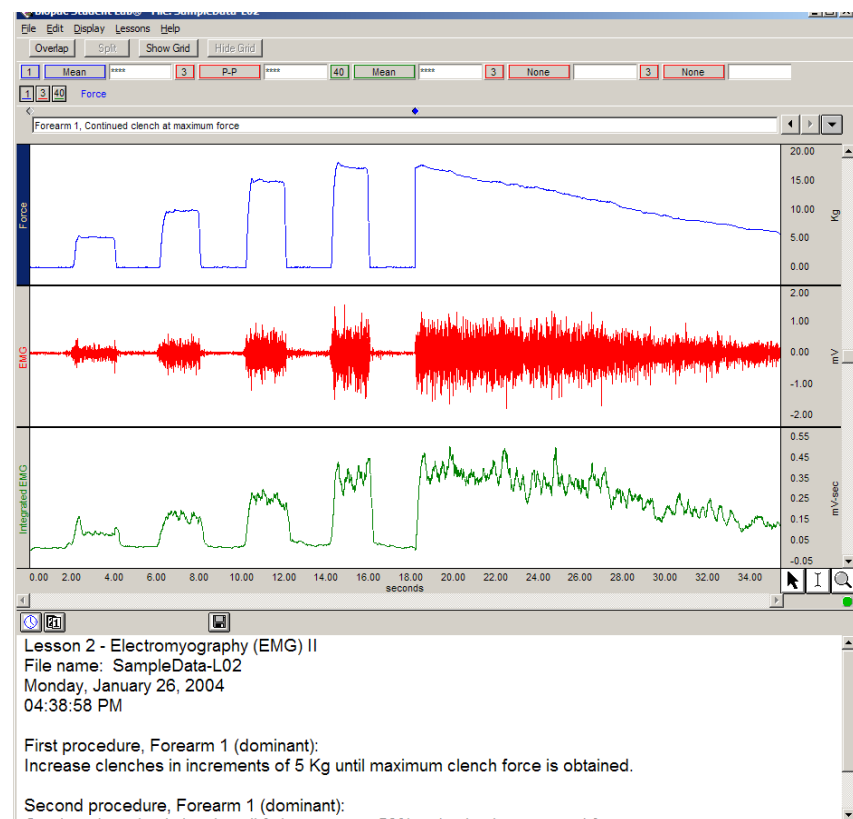 File Edit Display Lessons Help
Overlap Split Show Grid Hide Grid
1 Mean **** 3 P-P **** 40 Mean **** 3 None 3 None
1 3 40 Force
Forearm 1, Continued clench at maximum force
Force
20.00
15.00
10.00
5.00
0.00
Kg
EMG
2.00
1.00
0.00
-1.00
-2.00
mV
Integrated EMG
0.55
0.45
0.35
0.25
0.15
0.05
-0.05
mV-sec
0.00 2.00 4.00 6.00 8.00 10.00 12.00 14.00 16.00 18.00 20.00 22.00 24.00 26.00 28.00 30.00 32.00 34.00
seconds
Lesson 2 - Electromyography (EMG) II
File name: SampleData-L02
Monday, January 26, 2004
04:38:58 PM
First procedure, Forearm 1 (dominant):
Increase clenches in increments of 5 Kg until maximum clench force is obtained.
Second procedure, Forearm 1 (dominant):